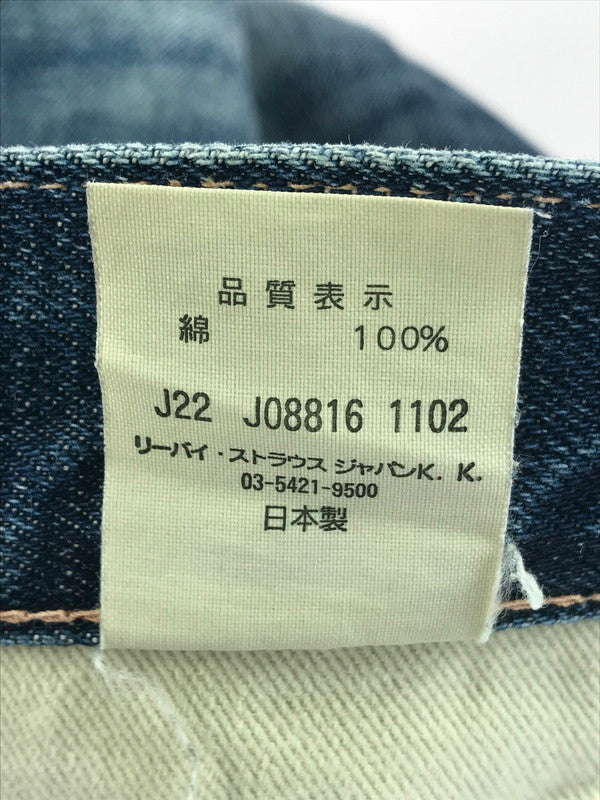 品質表示
綿 100%
J22 J08816 1102
リーバイ・ストラウス ジャパンK. K.
03-5421-9500
日本製